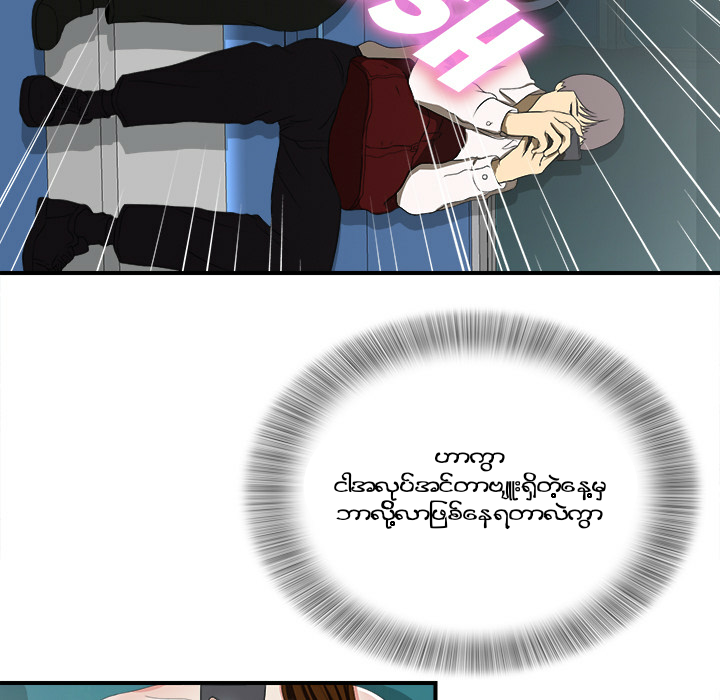 SH
ဟာကွာ
ငါအလုပ်အင်တာဗျူးရှိတဲ့နေ့မှ
ဘာလို့လာဖြစ်နေရတာလဲကွာ